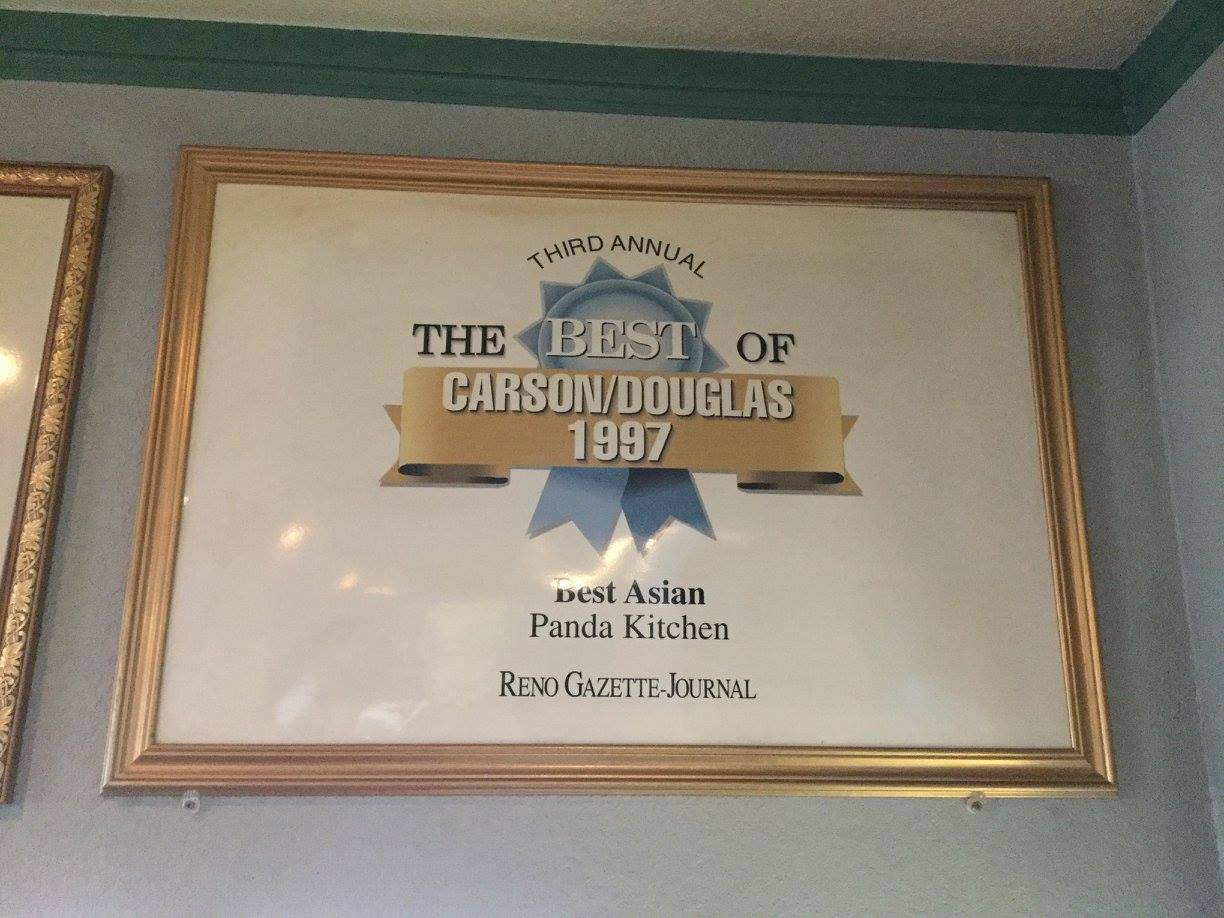 THIRD ANNUAL
THE BEST OF
CARSON/DOUGLAS
1997
Best Asian
Panda Kitchen
RENO GAZETTE-JOURNAL